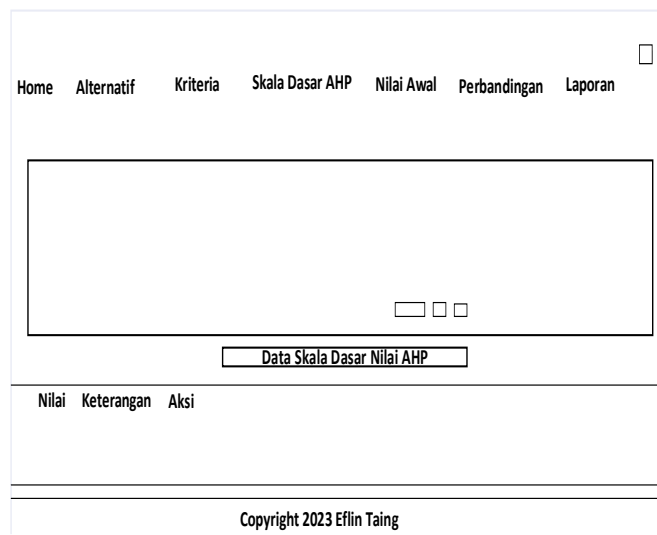 Home Alternatif Kriteria Skala Dasar AHP Nilai Awal Perbandingan Laporan
Data Skala Dasar Nilai AHP
Nilai Keterangan Aksi
Copyright 2023 Eflin Taing